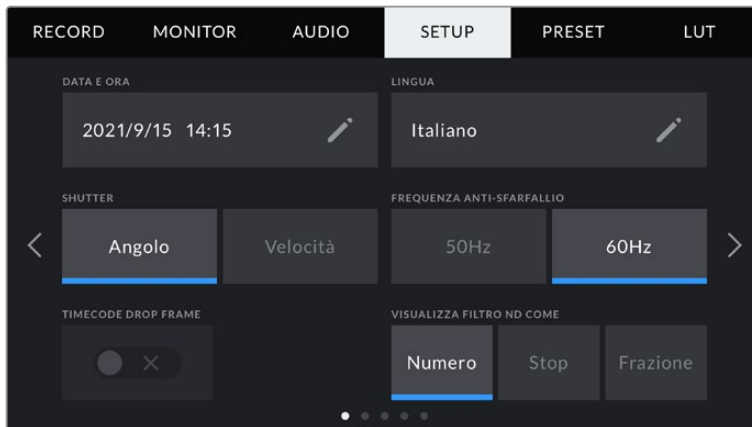 RECORD MONITOR AUDIO SETUP PRESET LUT
DATA E ORA LINGUA
2021/9/15 14:15 Italiano
SHUTTER FREQUENZA ANTI-SFARFALLIO
Angolo Velocità 50Hz 60Hz
TIMECODE DROP FRAME VISUALIZZA FILTRO ND COME
Numero Stop Frazione